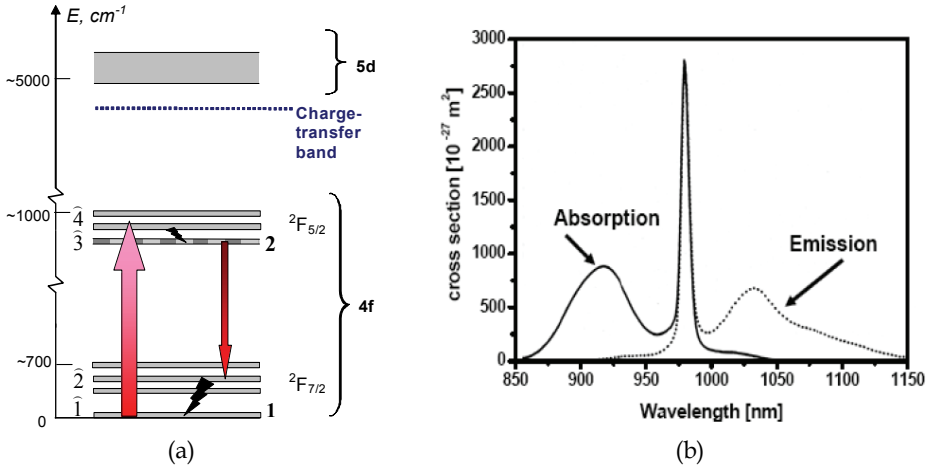 E, cm-1
5d
~5000
Charge-
transfer
band
~1000
4̂
2F5/2
3̂
2
4f
~700
2̂
2F7/2
1̂
1
0
(a)
cross section [10-27 m2]
3000
2500
2000
1500
1000
500
0
Absorption
Emission
850 900 950 1000 1050 1100 1150
Wavelength [nm]
(b)